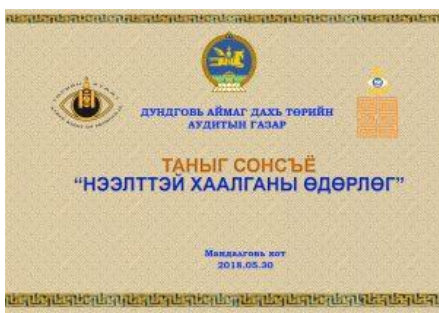 ДУНДГОВЬ АЙМАГ ДАХЬ ТӨРИЙН
АУДИТЫН ГАЗАР
ТАНЫГ СОНСЪЁ
“НЭЭЛТТЭЙ ХААЛГАНЫ ӨДӨРЛӨГ”
Мандалговь хот
2018.05.30